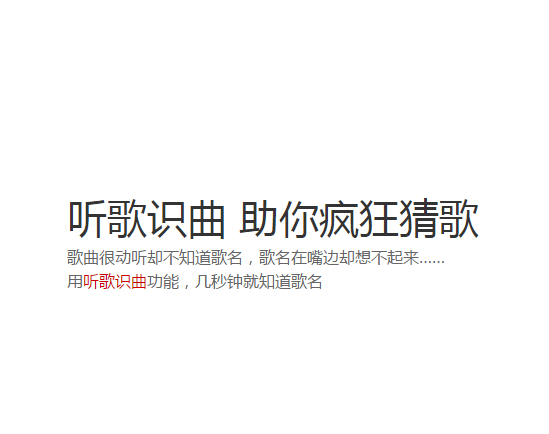 听歌识曲 助你疯狂猜歌
歌曲很动听却不知道歌名，歌名在嘴边却想不起来……
用听歌识曲功能，几秒钟就知道歌名